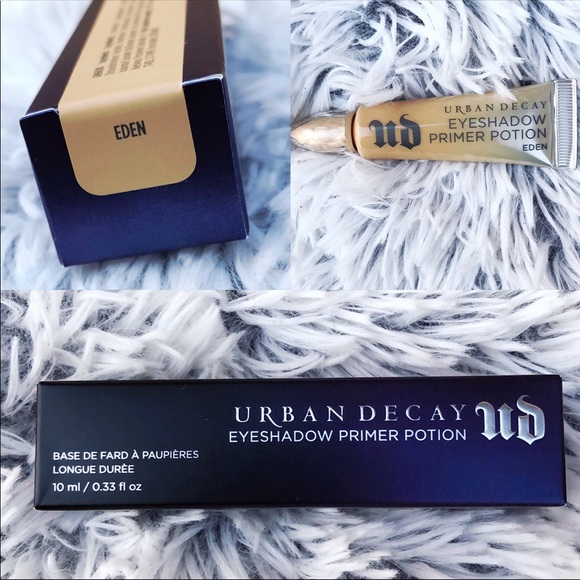 EDEN
URBAN DECAY
ud
EYESHADOW
PRIMER POTION
EDEN
URBAN DECAY ud
EYESHADOW PRIMER POTION
BASE DE FARD À PAUPIÈRES
LONGUE DURÉE
10 ml / 0.33 fl oz